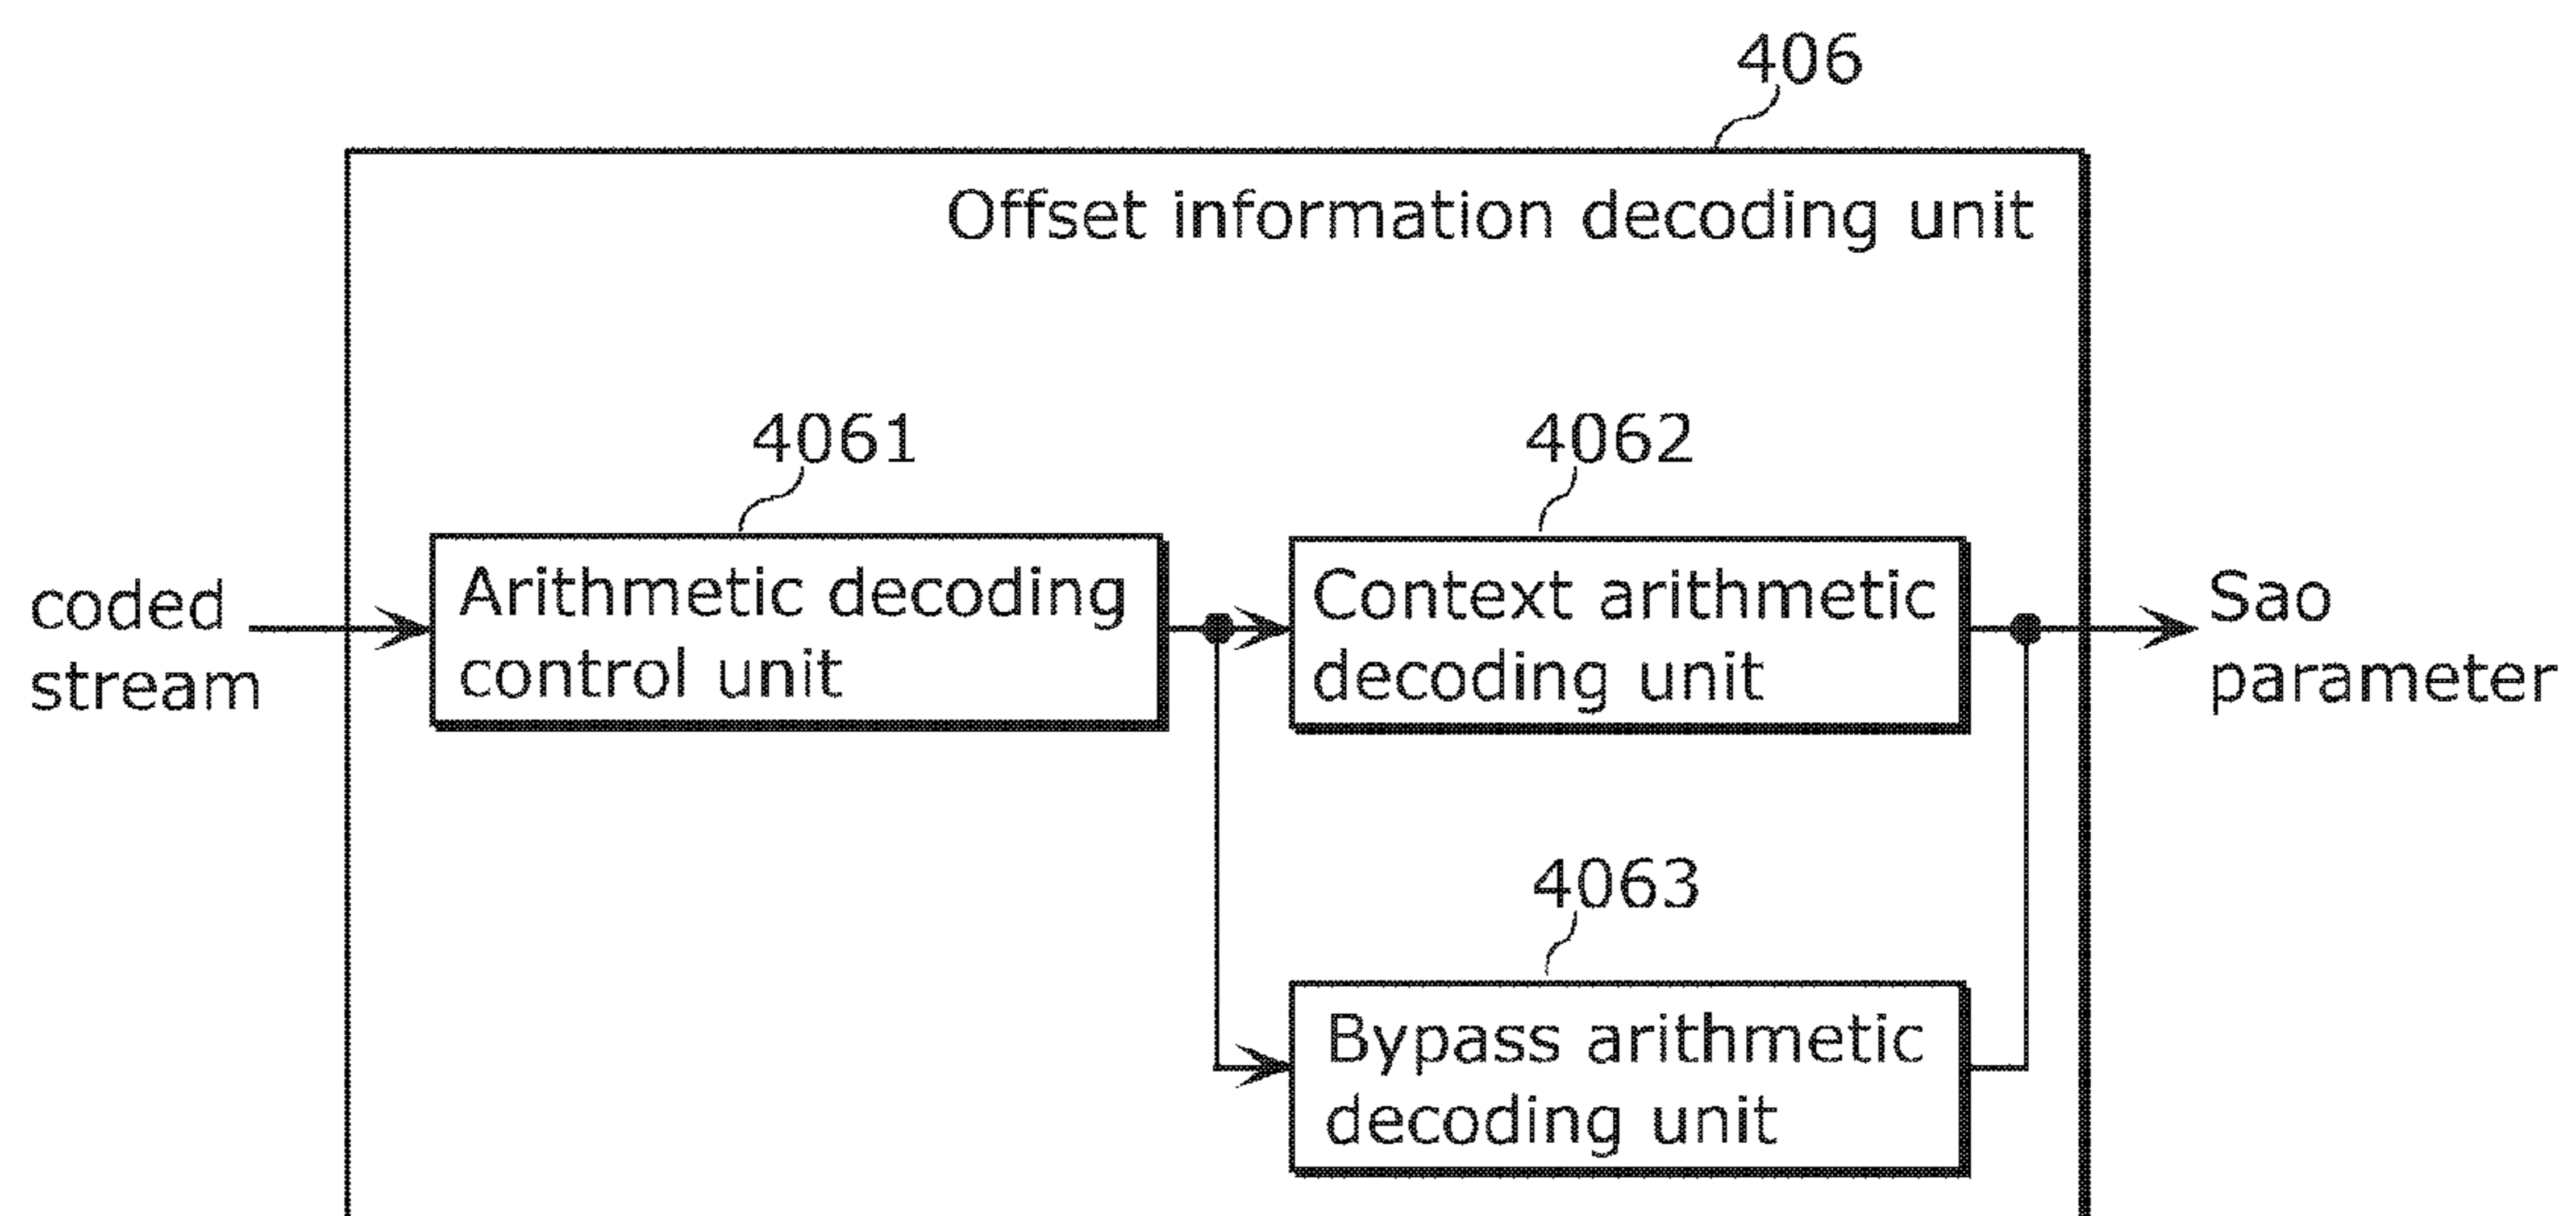 406
Offset information decoding unit
4061
4062
coded
stream
Arithmetic decoding
control unit
Context arithmetic
decoding unit
Sao
parameter
4063
Bypass arithmetic
decoding unit